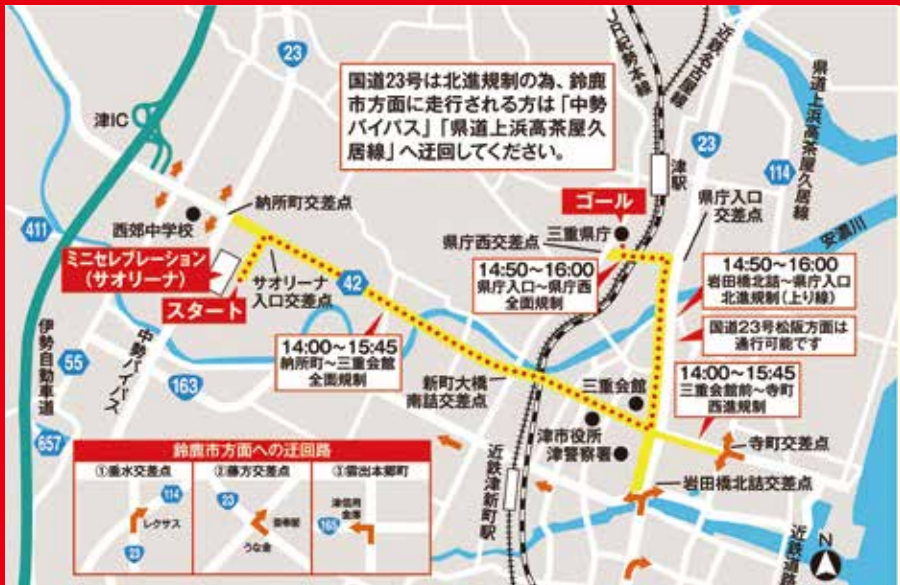 23
国道23号は北進規制の為、鈴鹿
市方面に走行される方は「中勢
バイパス」「県道上浜高茶屋久
居線」へ迂回してください。
JR紀勢本線
近鉄名古屋線
県道上浜高茶屋久居線
津IC
津駅
23
114
納所町交差点
ゴール
県庁入口
交差点
安濃川
411
西郊中学校
三重県庁
県庁西交差点
ミニセレブレーション
(サオリーナ)
サオリーナ
入口交差点
42
14:50~16:00
県庁入口~県庁西
全面規制
14:50~16:00
岩田橋北詰~県庁入口
北進規制(上り線)
スタート
国道23号松阪方面は
通行可能です
伊勢自動車道
55
中勢バイパス
163
14:00~15:45
納所町~三重会館
全面規制
新町大橋
南詰交差点
三重会館
14:00~15:45
三重会館前~寺町
西進規制
657
津市役所
津警察署
寺町交差点
鈴鹿市方面への迂回路
①垂水交差点
②藤方交差点
③雲出本郷町
114
レクサス
23
23
うな金
津信用
金庫
165
近鉄津新町駅
岩田橋北詰交差点
近鉄道路
N